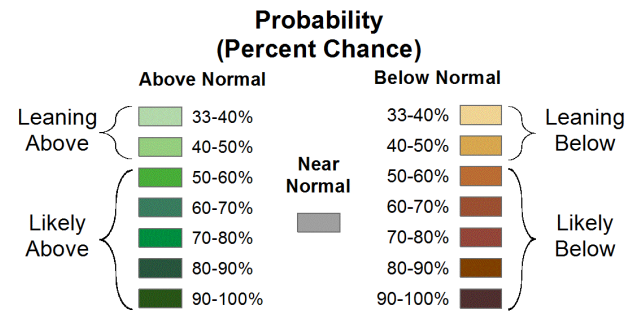 Probability
(Percent Chance)
Above Normal
Below Normal
Leaning
Above
33-40%
40-50%
Likely
Above
50-60%
60-70%
70-80%
80-90%
90-100%
Near
Normal
33-40%
40-50%
Leaning
Below
50-60%
60-70%
70-80%
80-90%
90-100%
Likely
Below